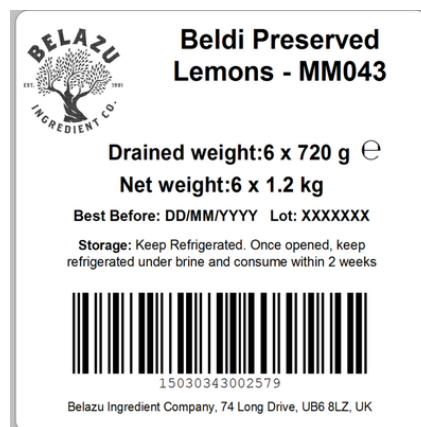 BELAZU
EST. 1991
INGREDIENT CO.
Beldi Preserved
Lemons - MM043
Drained weight:6 x 720 g ℮
Net weight:6 x 1.2 kg
Best Before: DD/MM/YYYY Lot: XXXXXXX
Storage: Keep Refrigerated. Once opened, keep
refrigerated under brine and consume within 2 weeks
15030343002579
Belazu Ingredient Company, 74 Long Drive, UB6 8LZ, UK